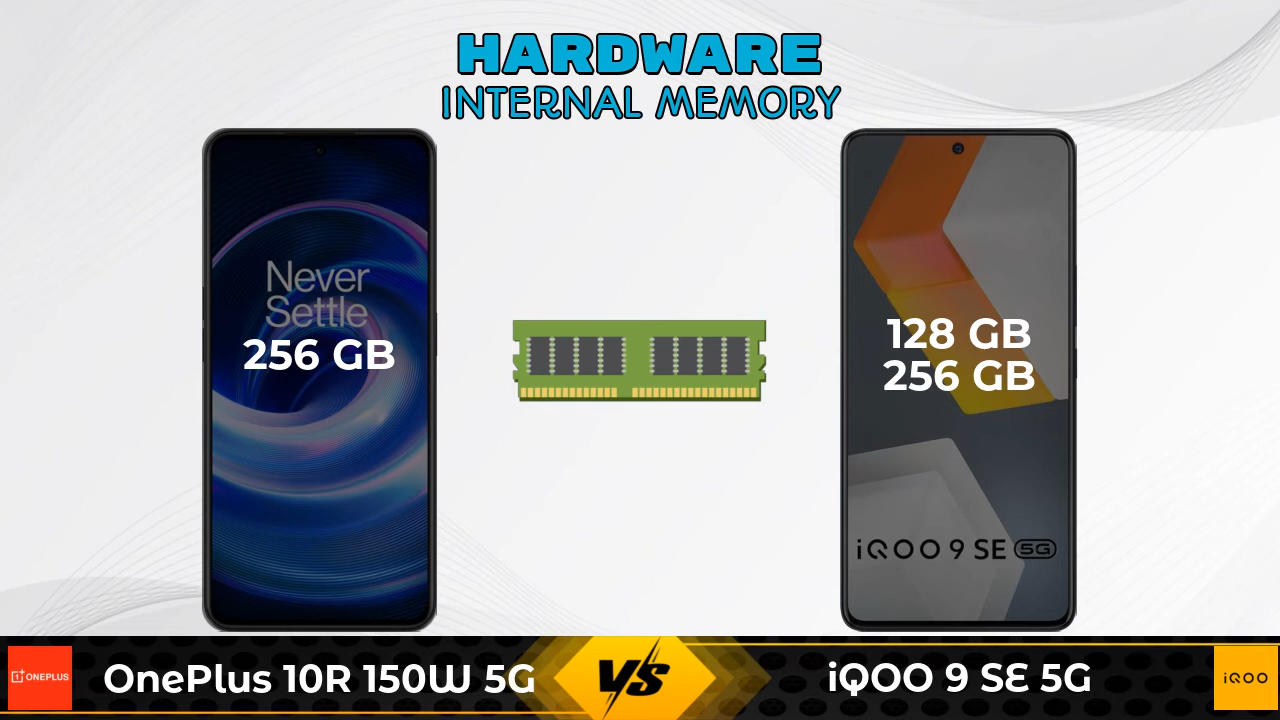 HARDWARE
INTERNAL MEMORY
Never
Settle
256 GB
128 GB
256 GB
iQOO 9 SE 5G
ONEPLUS
OnePlus 10R 150W 5G
VS
iQOO 9 SE 5G
iQOO